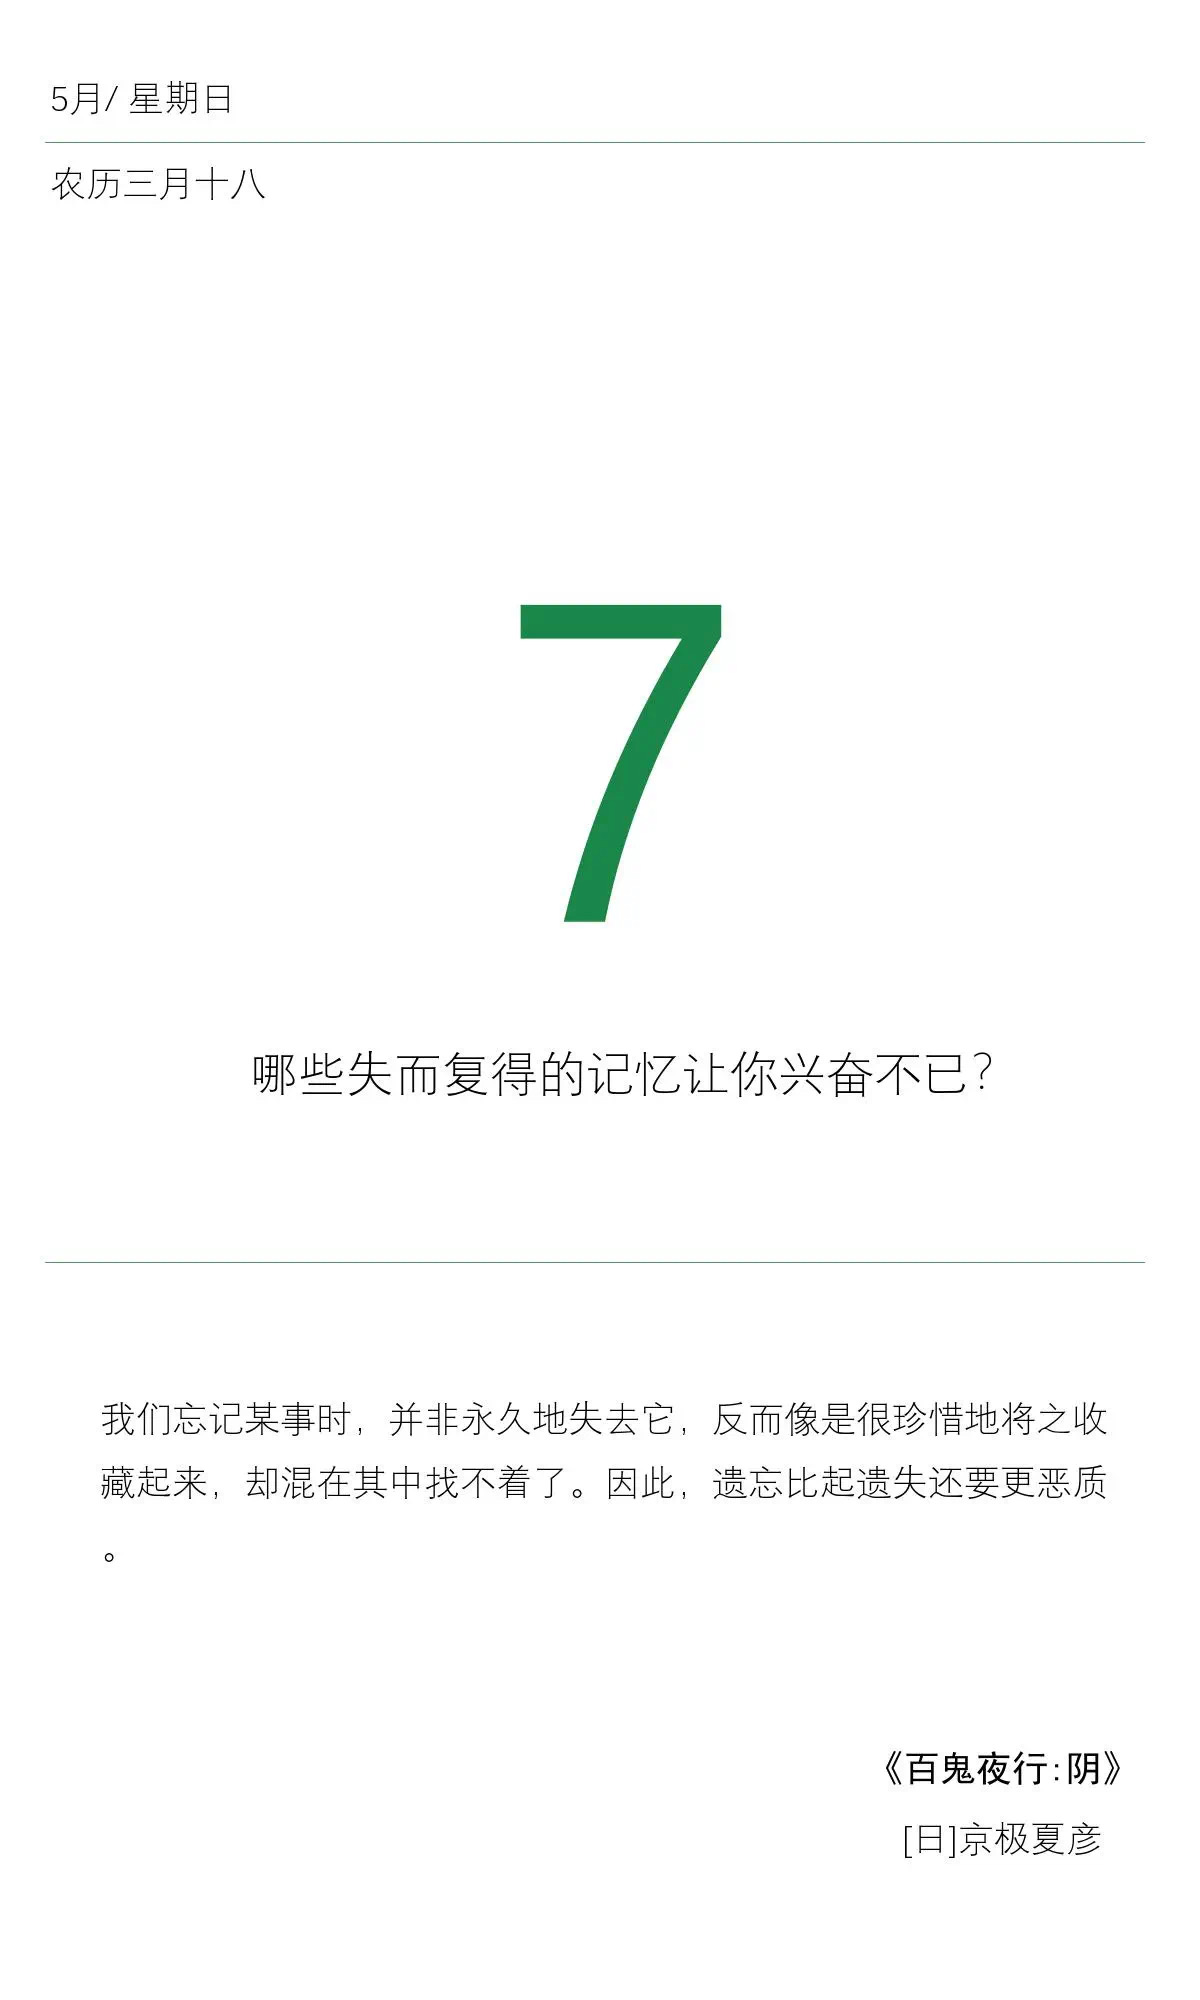 5月/ 星期日
农历三月十八
7
哪些失而复得的记忆让你兴奋不已?
我们忘记某事时，并非永久地失去它，反而像是很珍惜地将之收
藏起来，却混在其中找不着了。因此，遗忘比起遗失还要更恶质
。
《百鬼夜行:阴》
[日]京极夏彦